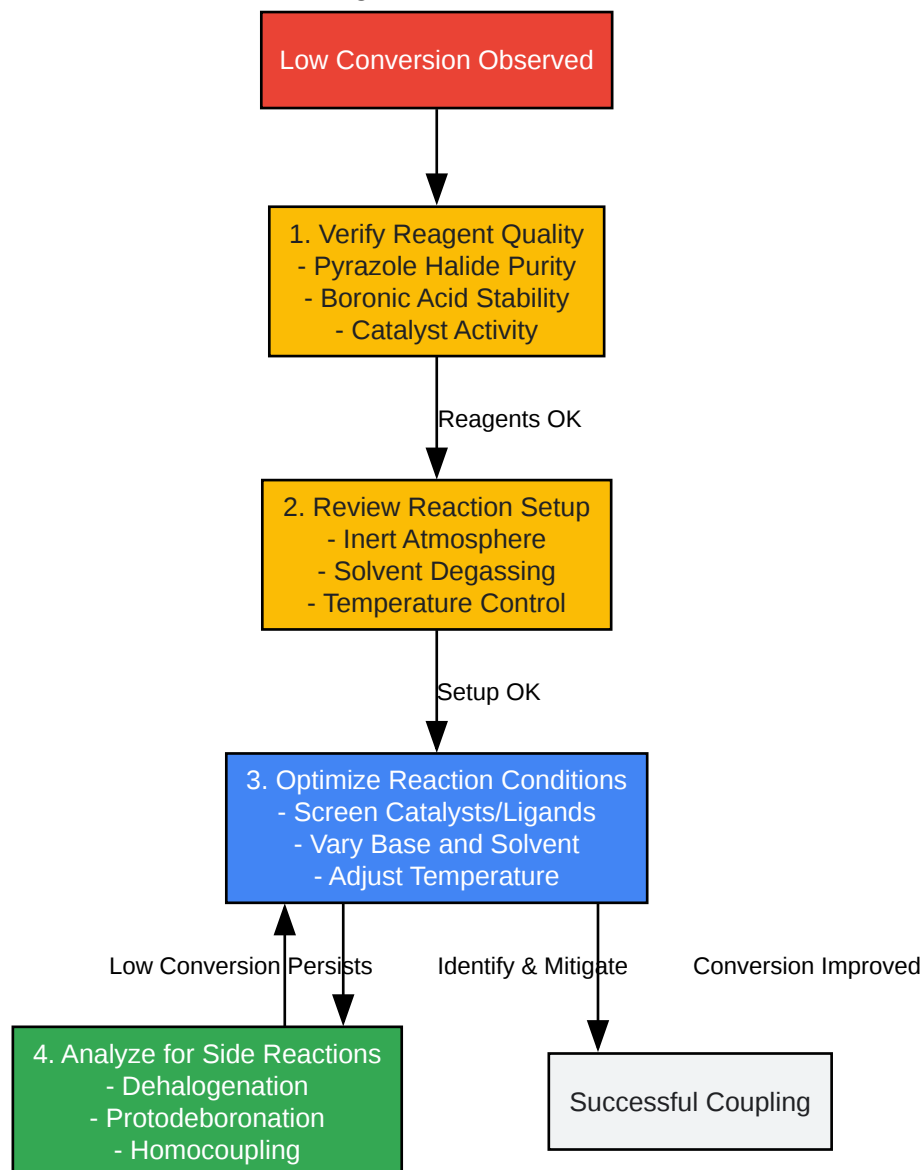 Low Conversion Observed
1. Verify Reagent Quality
- Pyrazole Halide Purity
- Boronic Acid Stability
- Catalyst Activity
Reagents OK
2. Review Reaction Setup
- Inert Atmosphere
- Solvent Degassing
- Temperature Control
Setup OK
3. Optimize Reaction Conditions
- Screen Catalysts/Ligands
- Vary Base and Solvent
- Adjust Temperature
Low Conversion Persists
Identify & Mitigate
Conversion Improved
4. Analyze for Side Reactions
- Dehalogenation
- Protodeboronation
- Homocoupling
Successful Coupling